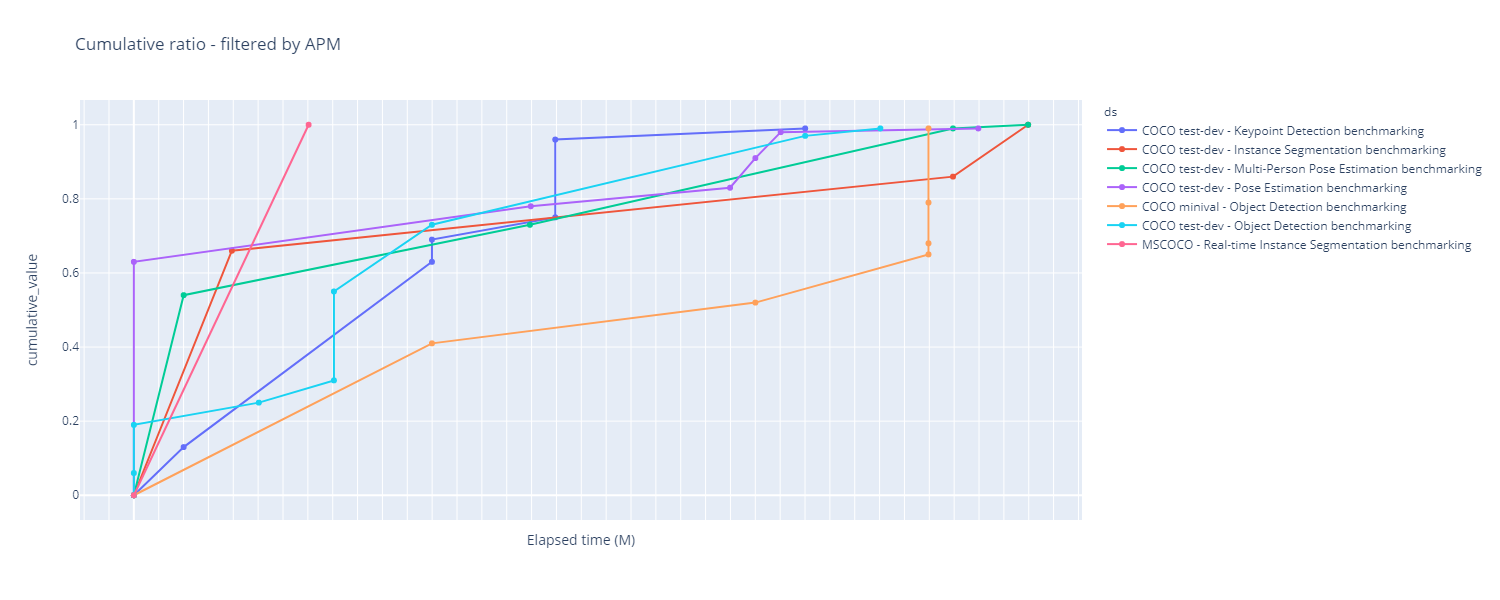 Cumulative ratio - filtered by APM
cumulative_value
1
0.8
0.6
0.4
0.2
0
Elapsed time (M)
ds
COCO test-dev - Keypoint Detection benchmarking
COCO test-dev - Instance Segmentation benchmarking
COCO test-dev - Multi-Person Pose Estimation benchmarking
COCO test-dev - Pose Estimation benchmarking
COCO minival - Object Detection benchmarking
COCO test-dev - Object Detection benchmarking
MSCOCO - Real-time Instance Segmentation benchmarking